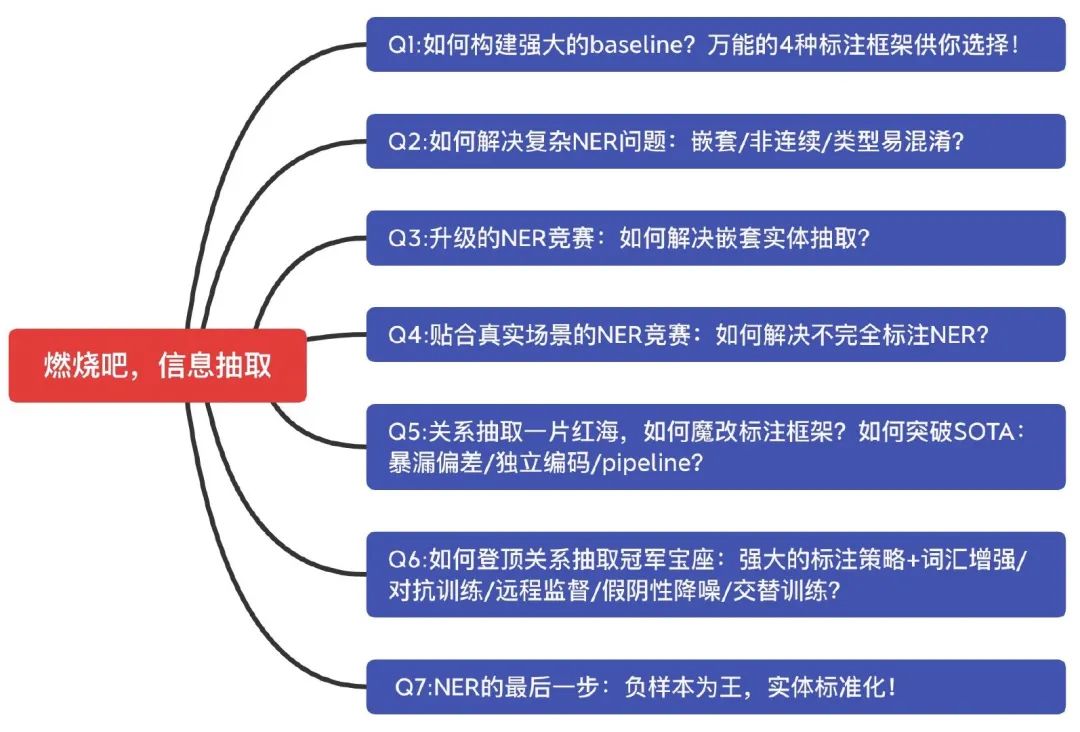 燃烧吧，信息抽取
Q1:如何构建强大的baseline？万能的4种标注框架供你选择！
Q2:如何解决复杂NER问题：嵌套/非连续/类型易混淆？
Q3:升级的NER竞赛：如何解决嵌套实体抽取？
Q4:贴合真实场景的NER竞赛：如何解决不完全标注NER？
Q5:关系抽取一片红海，如何魔改标注框架？如何突破SOTA：
暴漏偏差/独立编码/pipeline？
Q6:如何登顶关系抽取冠军宝座：强大的标注策略+词汇增强/
对抗训练/远程监督/假阴性降噪/交替训练？
Q7:NER的最后一步：负样本为王，实体标准化！